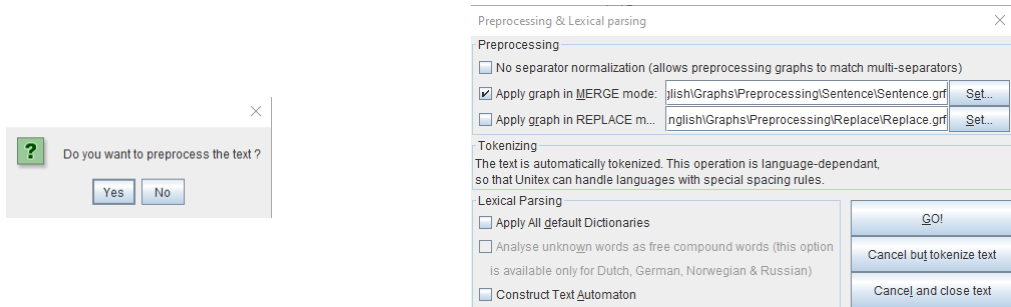 Do you want to preprocess the text ?
Yes
No
Preprocessing & Lexical parsing
Preprocessing
No separator normalization (allows preprocessing graphs to match multi-separators)
Apply graph in MERGE mode: glish\Graphs\Preprocessing\Sentence\Sentence.grf Set...
Apply graph in REPLACE m... nglish\Graphs\Preprocessing\Replace\Replace.grf Set...
Tokenizing
The text is automatically tokenized. This operation is language-dependant,
so that Unitex can handle languages with special spacing rules.
Lexical Parsing
Apply All default Dictionaries
Analyse unknown words as free compound words (this option
is available only for Dutch, German, Norwegian & Russian)
Construct Text Automaton
GO!
Cancel but tokenize text
Cancel and close text